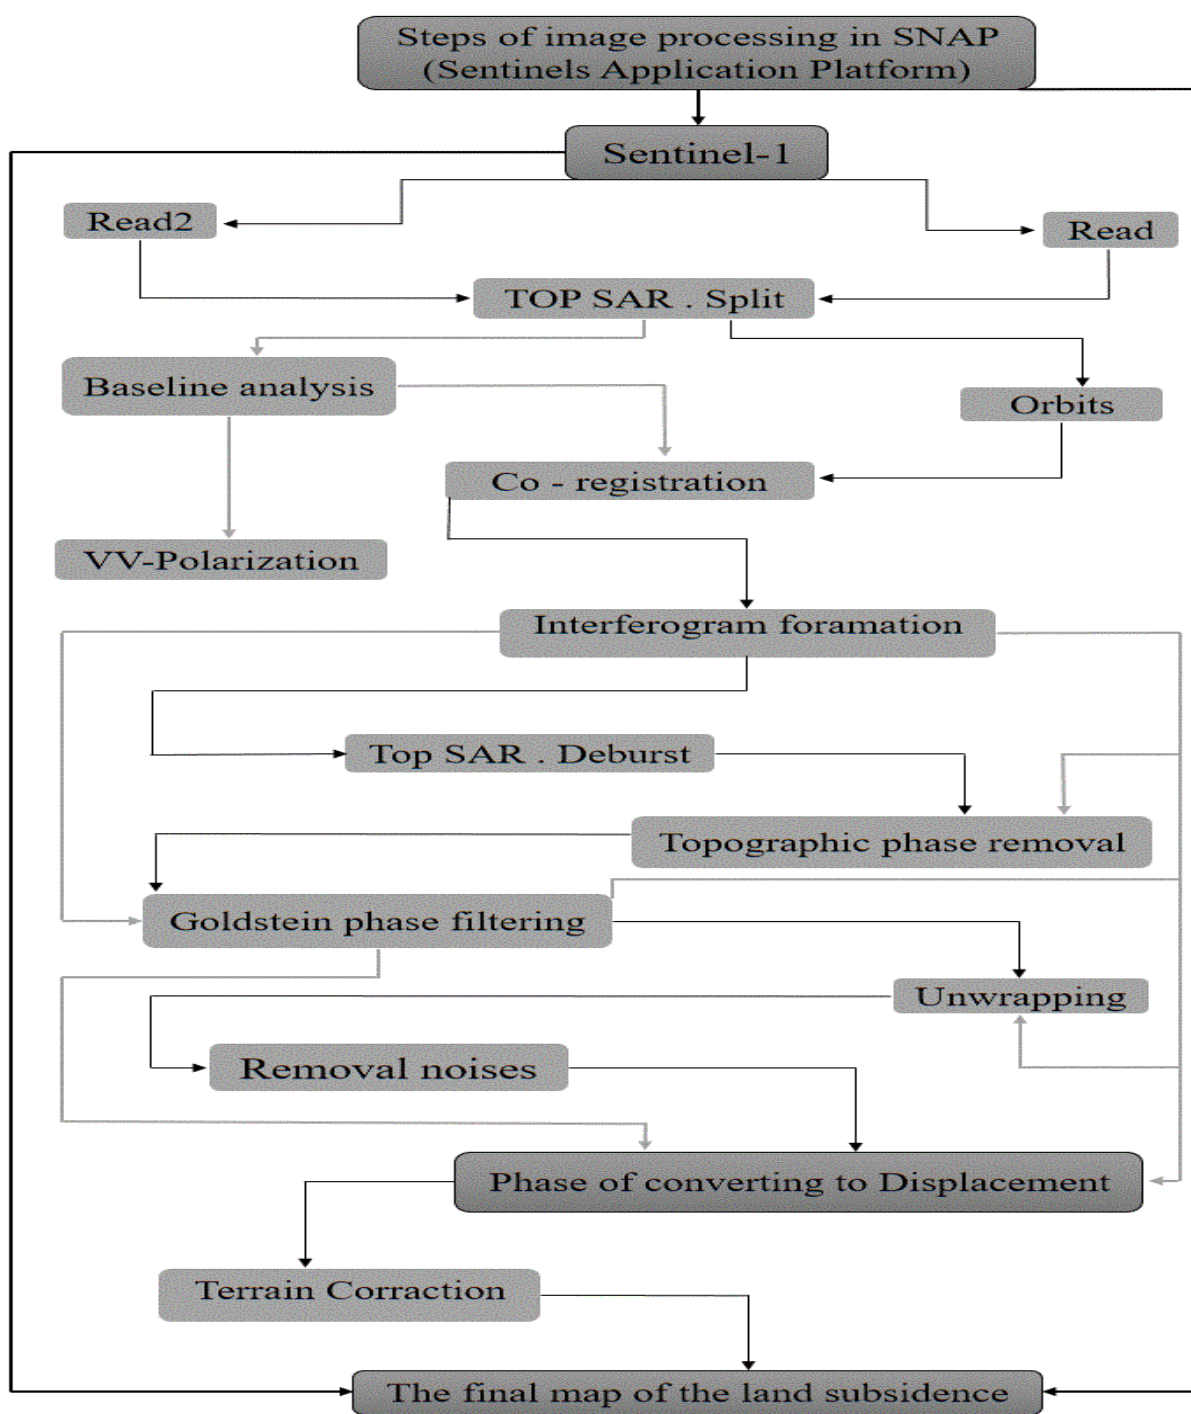 Steps of image processing in SNAP
(Sentinels Application Platform)
Sentinel-1
Read2
Read
TOP SAR . Split
Baseline analysis
Orbits
Co - registration
VV-Polarization
Interferogram foramation
Top SAR . Deburst
Topographic phase removal
Goldstein phase filtering
Unwrapping
Removal noises
Phase of converting to Displacement
Terrain Corraction
The final map of the land subsidence